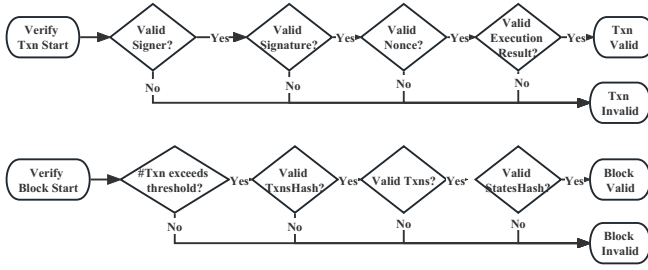 Verify
Txn Start
Valid
Signer?
Yes
Valid
Signature?
Yes
Valid
Nonce?
Yes
Valid
Execution
Result?
Yes
Txn
Valid
No
No
No
No
Txn
Invalid
Verify
Block Start
#Txn exceeds
threshold?
Yes
Valid
TxnsHash?
Yes
Valid Txns?
Yes
Valid
StatesHash?
Yes
Block
Valid
No
No
No
No
Block
Invalid